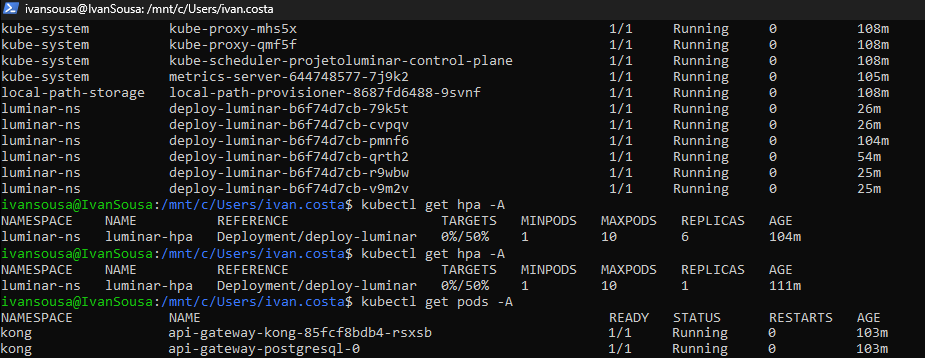 ivansousa@IvanSousa: /mnt/c/Users/ivan.costa
kube-system kube-proxy-mhs5x 1/1 Running 0 108m
kube-system kube-proxy-qmf5f 1/1 Running 0 108m
kube-system kube-scheduler-projetoluminar-control-plane 1/1 Running 0 108m
kube-system metrics-server-644748577-7j9k2 1/1 Running 0 105m
local-path-storage local-path-provisioner-8687fd6488-9svnf 1/1 Running 0 108m
luminar-ns deploy-luminar-b6f74d7cb-79k5t 1/1 Running 0 26m
luminar-ns deploy-luminar-b6f74d7cb-cvpqv 1/1 Running 0 26m
luminar-ns deploy-luminar-b6f74d7cb-pmnf6 1/1 Running 0 104m
luminar-ns deploy-luminar-b6f74d7cb-qrth2 1/1 Running 0 54m
luminar-ns deploy-luminar-b6f74d7cb-r9wbw 1/1 Running 0 25m
luminar-ns deploy-luminar-b6f74d7cb-v9m2v 1/1 Running 0 25m
ivansousa@IvanSousa:/mnt/c/Users/ivan.costa$ kubectl get hpa -A
NAMESPACE NAME REFERENCE TARGETS MINPODS MAXPODS REPLICAS AGE
luminar-ns luminar-hpa Deployment/deploy-luminar 0%/50% 1 10 6 104m
ivansousa@IvanSousa:/mnt/c/Users/ivan.costa$ kubectl get hpa -A
NAMESPACE NAME REFERENCE TARGETS MINPODS MAXPODS REPLICAS AGE
luminar-ns luminar-hpa Deployment/deploy-luminar 0%/50% 1 10 1 111m
ivansousa@IvanSousa:/mnt/c/Users/ivan.costa$ kubectl get pods -A
NAMESPACE NAME READY STATUS RESTARTS AGE
kong api-gateway-kong-85fcf8bdb4-rsxsb 1/1 Running 0 103m
kong api-gateway-postgresql-0 1/1 Running 0 103m